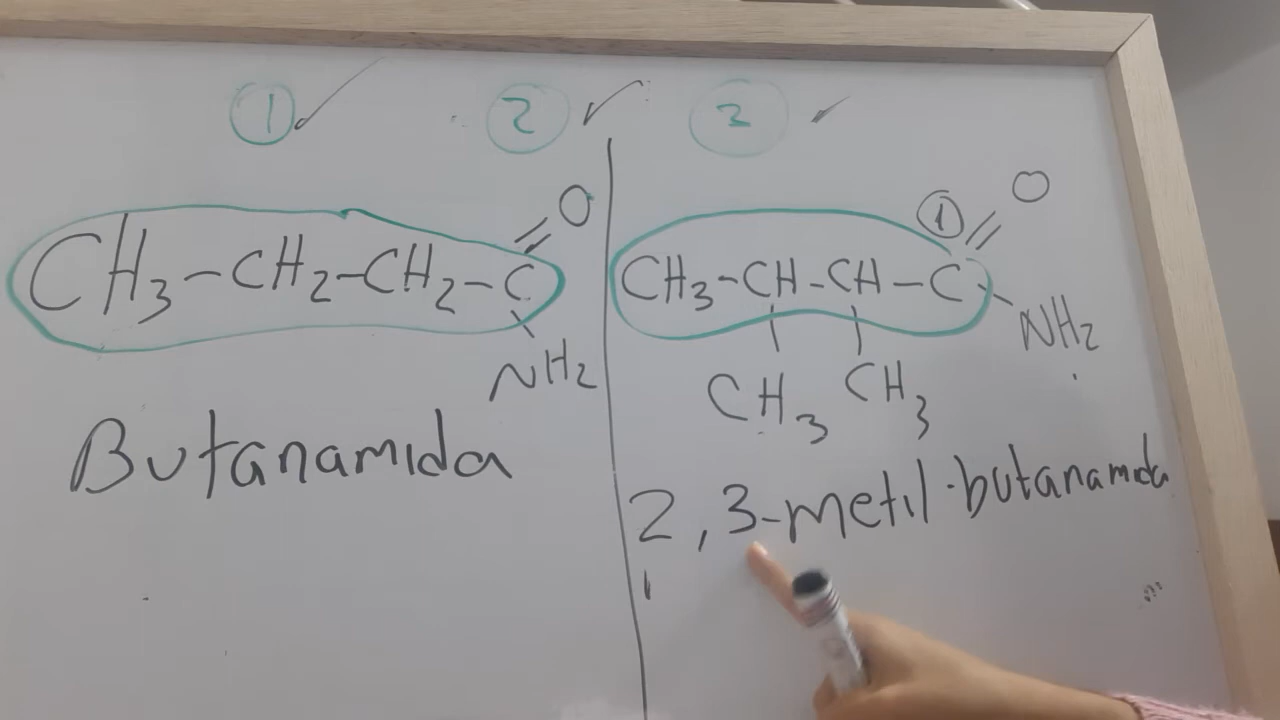 1 2 3
O
CH3-CH2-CH2-C
NH2
Butanamida
1 O
CH3-CH-CH-C
NH2
CH3 CH3
2,3-metil-butanamida